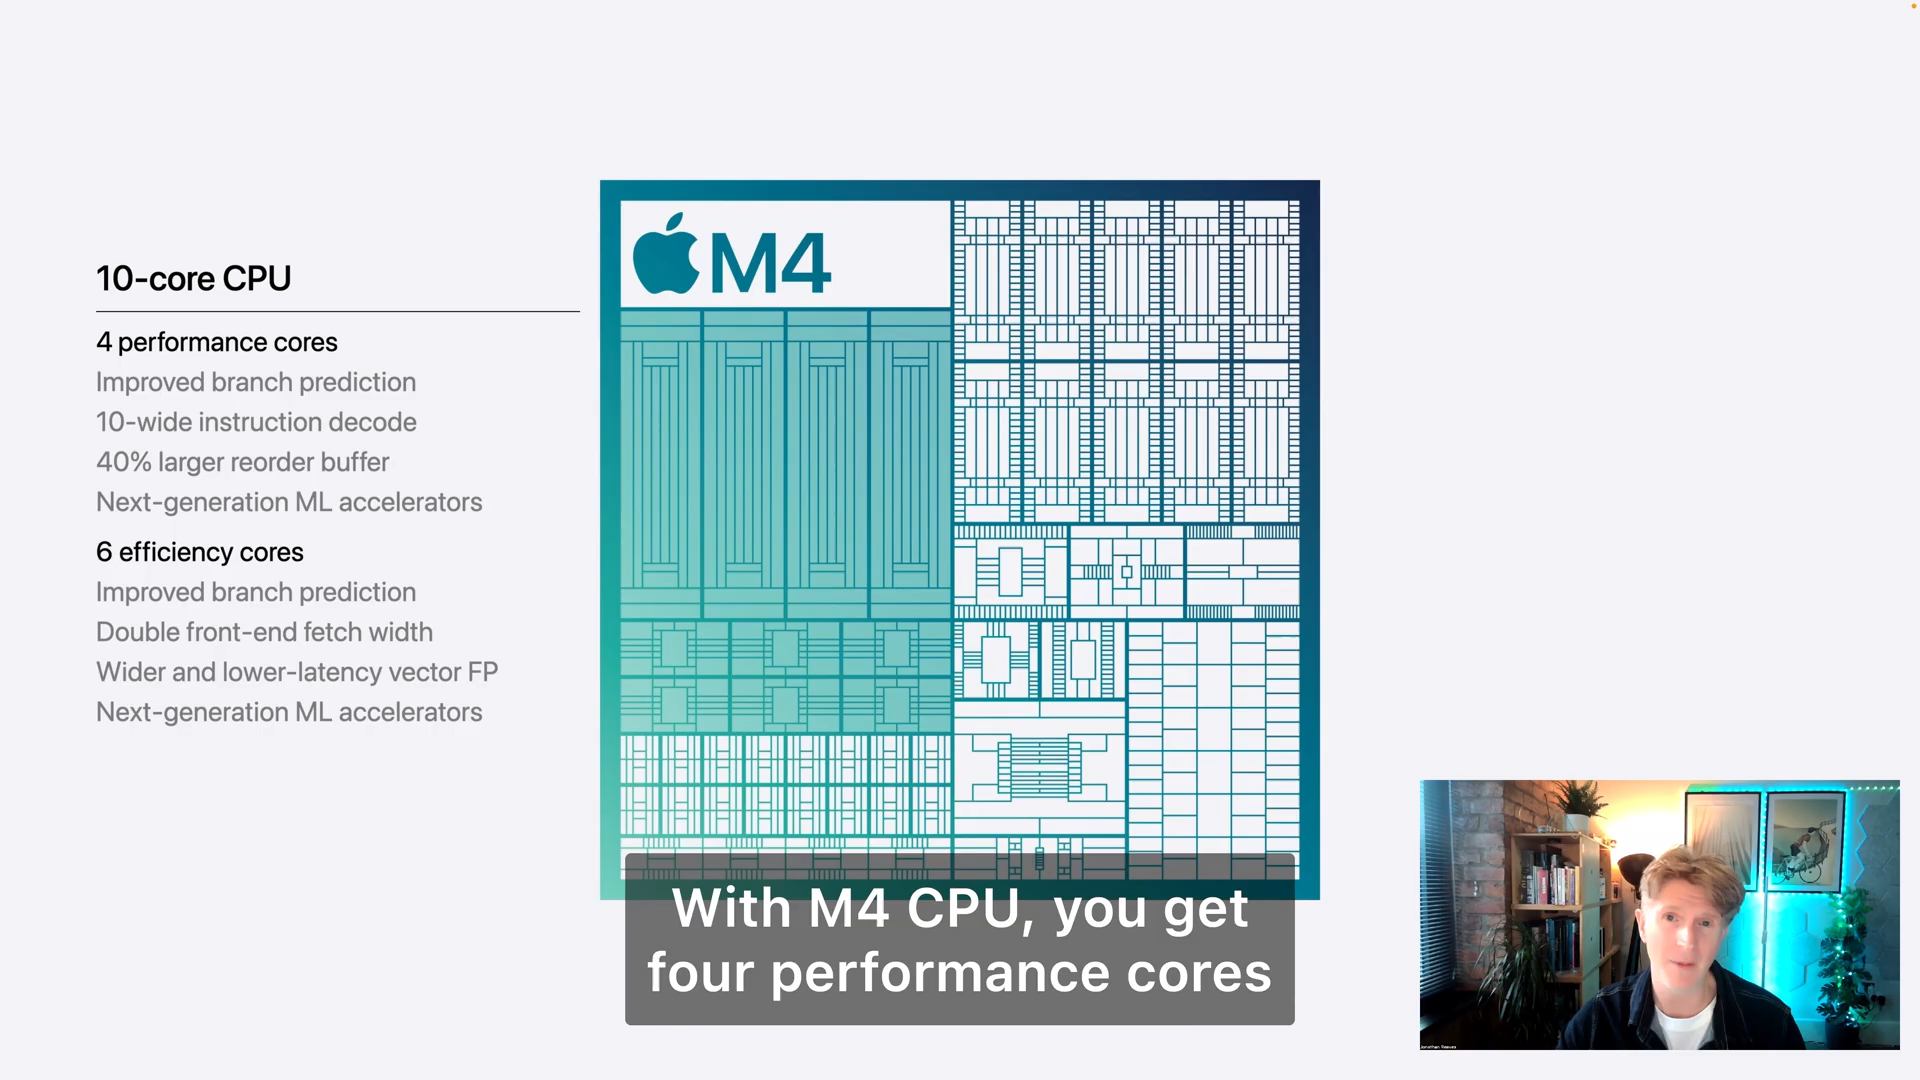 10-core CPU
4 performance cores
Improved branch prediction
10-wide instruction decode
40% larger reorder buffer
Next-generation ML accelerators
6 efficiency cores
Improved branch prediction
Double front-end fetch width
Wider and lower-latency vector FP
Next-generation ML accelerators
M4
With M4 CPU, you get
four performance cores
Jonathan Reeves